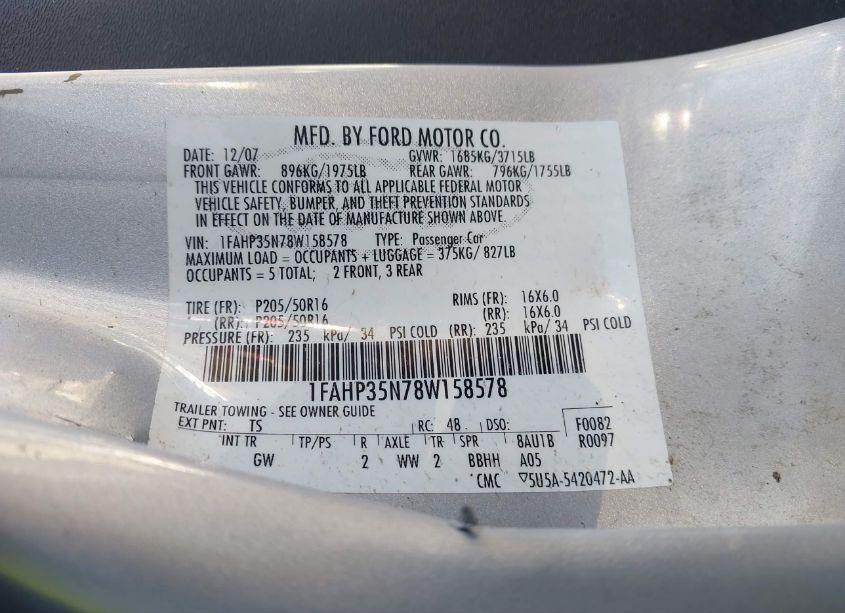 MFD. BY FORD MOTOR CO.
DATE: 12/07 GVWR: 1685KG/3715LB
FRONT GAWR: 896KG/1975LB REAR GAWR: 796KG/1755LB
THIS VEHICLE CONFORMS TO ALL APPLICABLE FEDERAL MOTOR
VEHICLE SAFETY, BUMPER, AND THEFT PREVENTION STANDARDS
IN EFFECT ON THE DATE OF MANUFACTURE SHOWN ABOVE.
VIN: 1FAHP35N78W158578 TYPE: Passenger Car
MAXIMUM LOAD = OCCUPANTS + LUGGAGE = 375KG/ 827LB
OCCUPANTS = 5 TOTAL; 2 FRONT, 3 REAR
TIRE (FR): P205/50R16 RIMS (FR): 16X6.0
(RR): P205/50R16 (RR): 16X6.0
PRESSURE (FR): 235 kPa/ 34 PSI COLD (RR): 235 kPa/ 34 PSI COLD
1FAHP35N78W158578
TRAILER TOWING - SEE OWNER GUIDE
EXT PNT: TS RC: 48 DSO: F0082
INT TR TP/PS R AXLE TR SPR 8AU1B R0097
GW 2 WW 2 BBHH A05
CMC ▽5U5A-5420472-AA